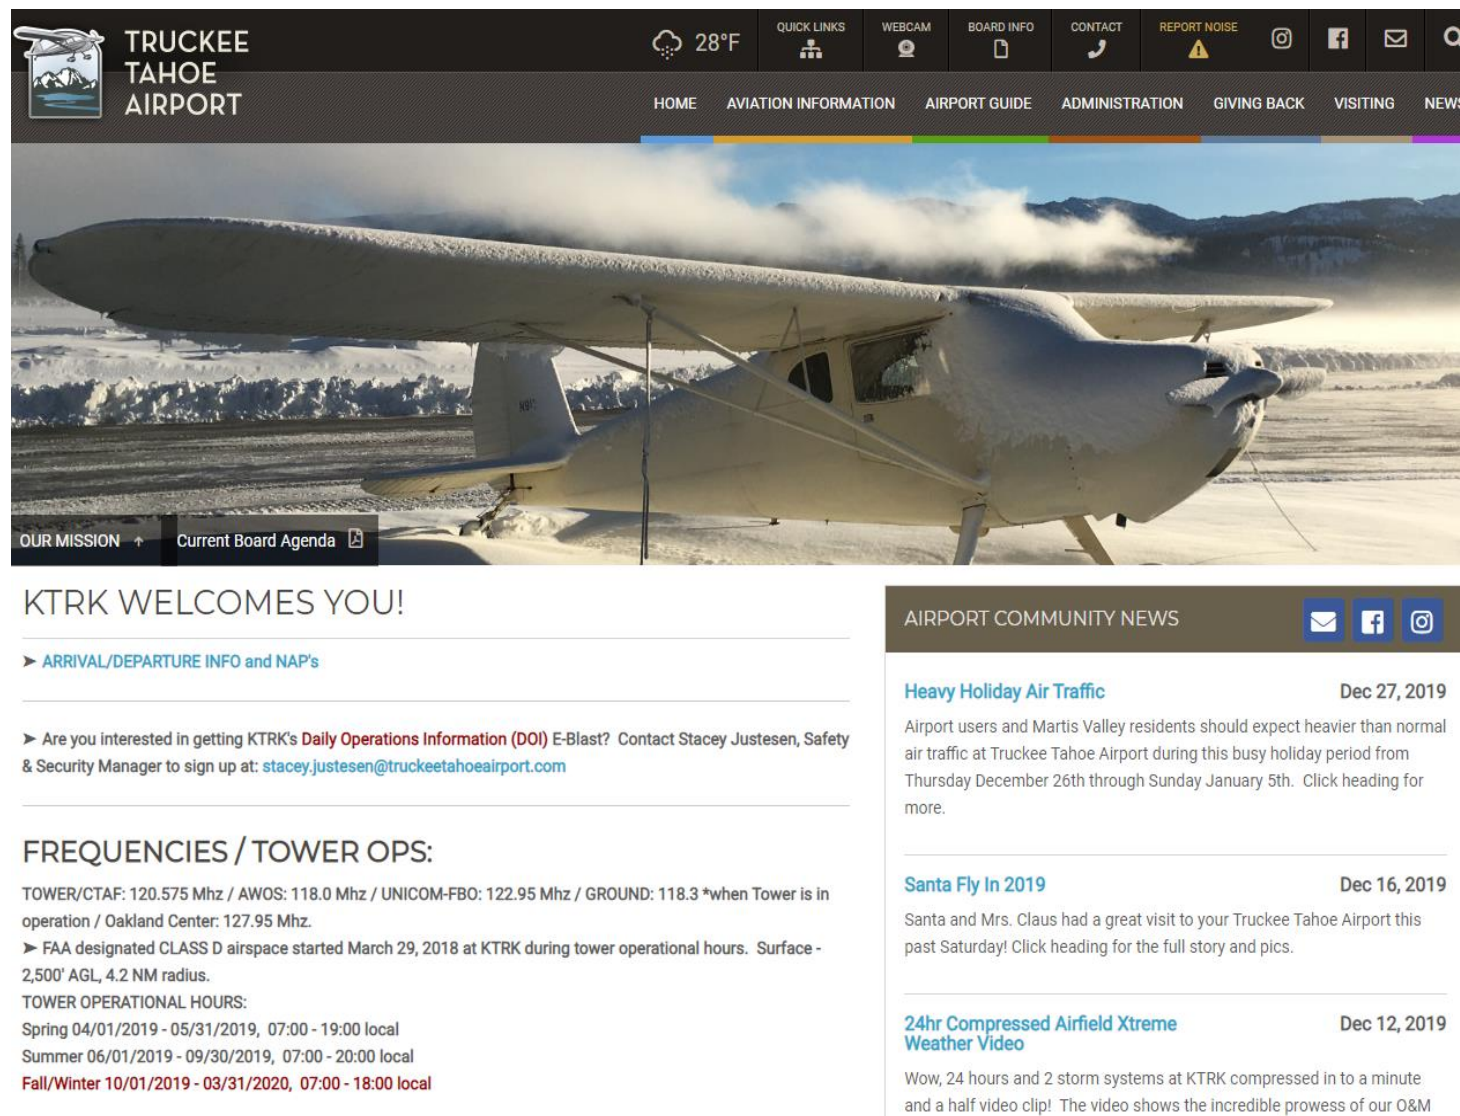 TRUCKEE
TAHOE
AIRPORT
28°F
QUICK LINKS
WEBCAM
BOARD INFO
CONTACT
REPORT NOISE
HOME
AVIATION INFORMATION
AIRPORT GUIDE
ADMINISTRATION
GIVING BACK
VISITING
NEWS
OUR MISSION
Current Board Agenda
KTRK WELCOMES YOU!
➤ ARRIVAL/DEPARTURE INFO and NAP's
➤ Are you interested in getting KTRK's Daily Operations Information (DOI) E-Blast? Contact Stacey Justesen, Safety
& Security Manager to sign up at: stacey.justesen@truckeetahoeairport.com
FREQUENCIES / TOWER OPS:
TOWER/CTAF: 120.575 Mhz / AWOS: 118.0 Mhz / UNICOM-FBO: 122.95 Mhz / GROUND: 118.3 *when Tower is in
operation / Oakland Center: 127.95 Mhz.
➤ FAA designated CLASS D airspace started March 29, 2018 at KTRK during tower operational hours. Surface -
2,500' AGL, 4.2 NM radius.
TOWER OPERATIONAL HOURS:
Spring 04/01/2019 - 05/31/2019, 07:00 - 19:00 local
Summer 06/01/2019 - 09/30/2019, 07:00 - 20:00 local
Fall/Winter 10/01/2019 - 03/31/2020, 07:00 - 18:00 local
AIRPORT COMMUNITY NEWS
Heavy Holiday Air Traffic Dec 27, 2019
Airport users and Martis Valley residents should expect heavier than normal
air traffic at Truckee Tahoe Airport during this busy holiday period from
Thursday December 26th through Sunday January 5th. Click heading for
more.
Santa Fly In 2019 Dec 16, 2019
Santa and Mrs. Claus had a great visit to your Truckee Tahoe Airport this
past Saturday! Click heading for the full story and pics.
24hr Compressed Airfield Xtreme Dec 12, 2019
Weather Video
Wow, 24 hours and 2 storm systems at KTRK compressed in to a minute
and a half video clip! The video shows the incredible prowess of our O&M